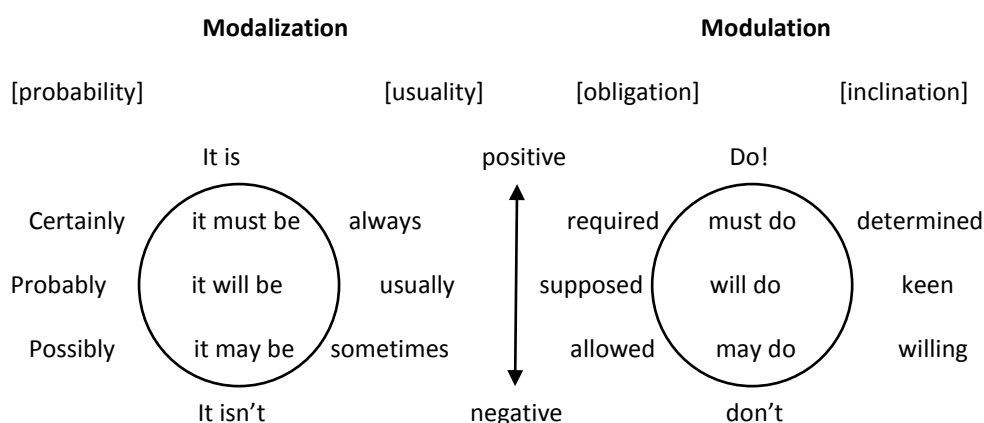 Modalization Modulation
[probability] [usuality] [obligation] [inclination]
It is positive Do!
Certainly it must be always required must do determined
Probably it will be usually supposed will do keen
Possibly it may be sometimes allowed may do willing
It isn’t negative don’t